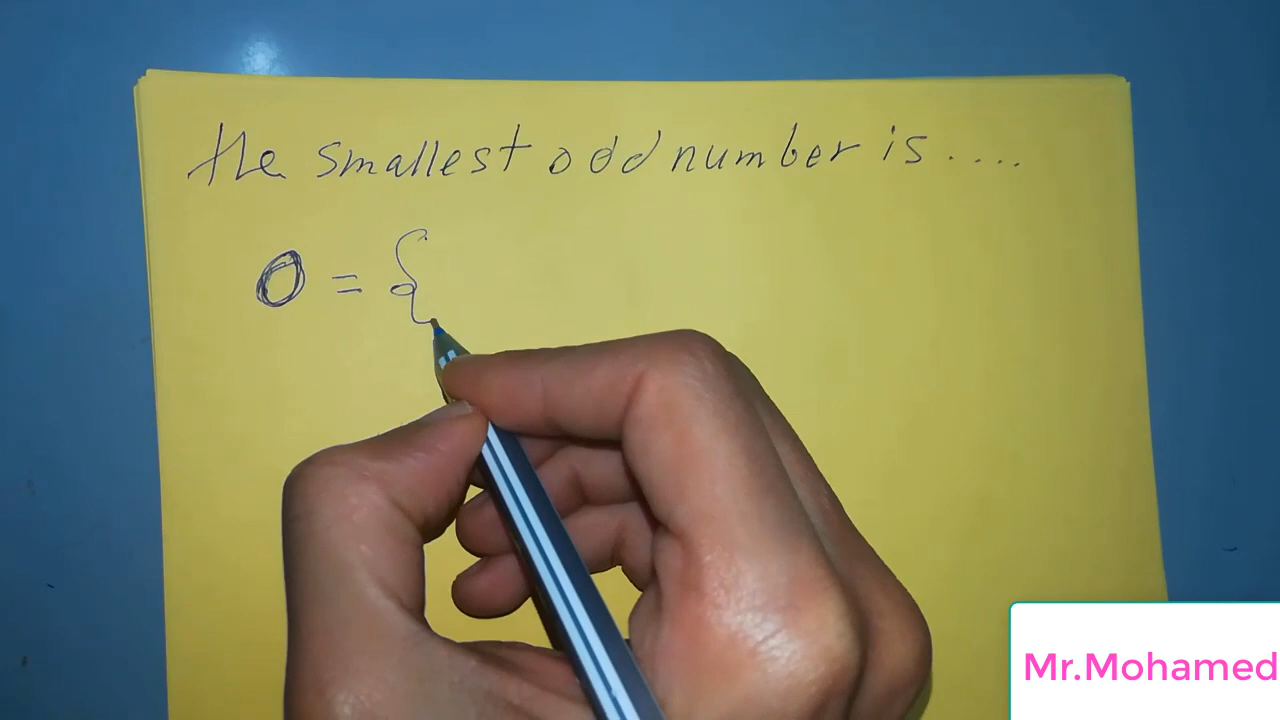 the smallest odd number is....
O = {
Mr.Mohamed